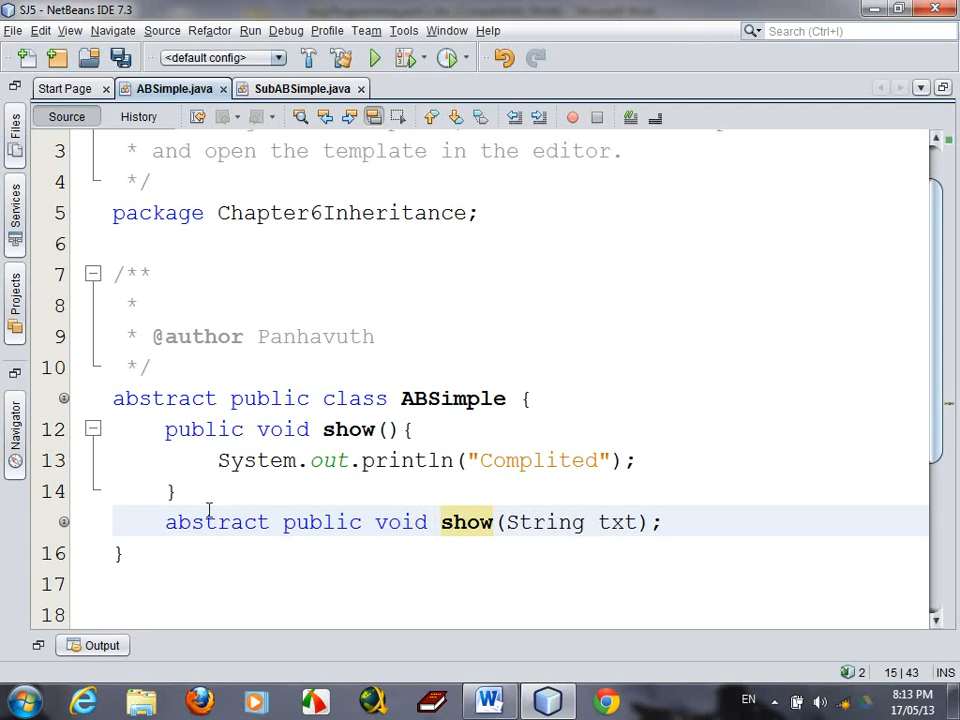 SJ5 - NetBeans IDE 7.3
File Edit View Navigate Source Refactor Run Debug Profile Team Tools Window Help
Search (Ctrl+I)
<default config>
Start Page ABSimple.java SubABSimple.java
Source History
Files
Services
Projects
Navigator
3 * and open the template in the editor.
4 */
5 package Chapter6Inheritance;
6
7 /**
8 *
9 * @author Panhavuth
10 */
abstract public class ABSimple {
12 public void show(){
13 System.out.println("Complited");
14 }
abstract public void show(String txt);
16 }
17
18
Output
2 15 | 43 INS
EN
8:13 PM
17/05/13